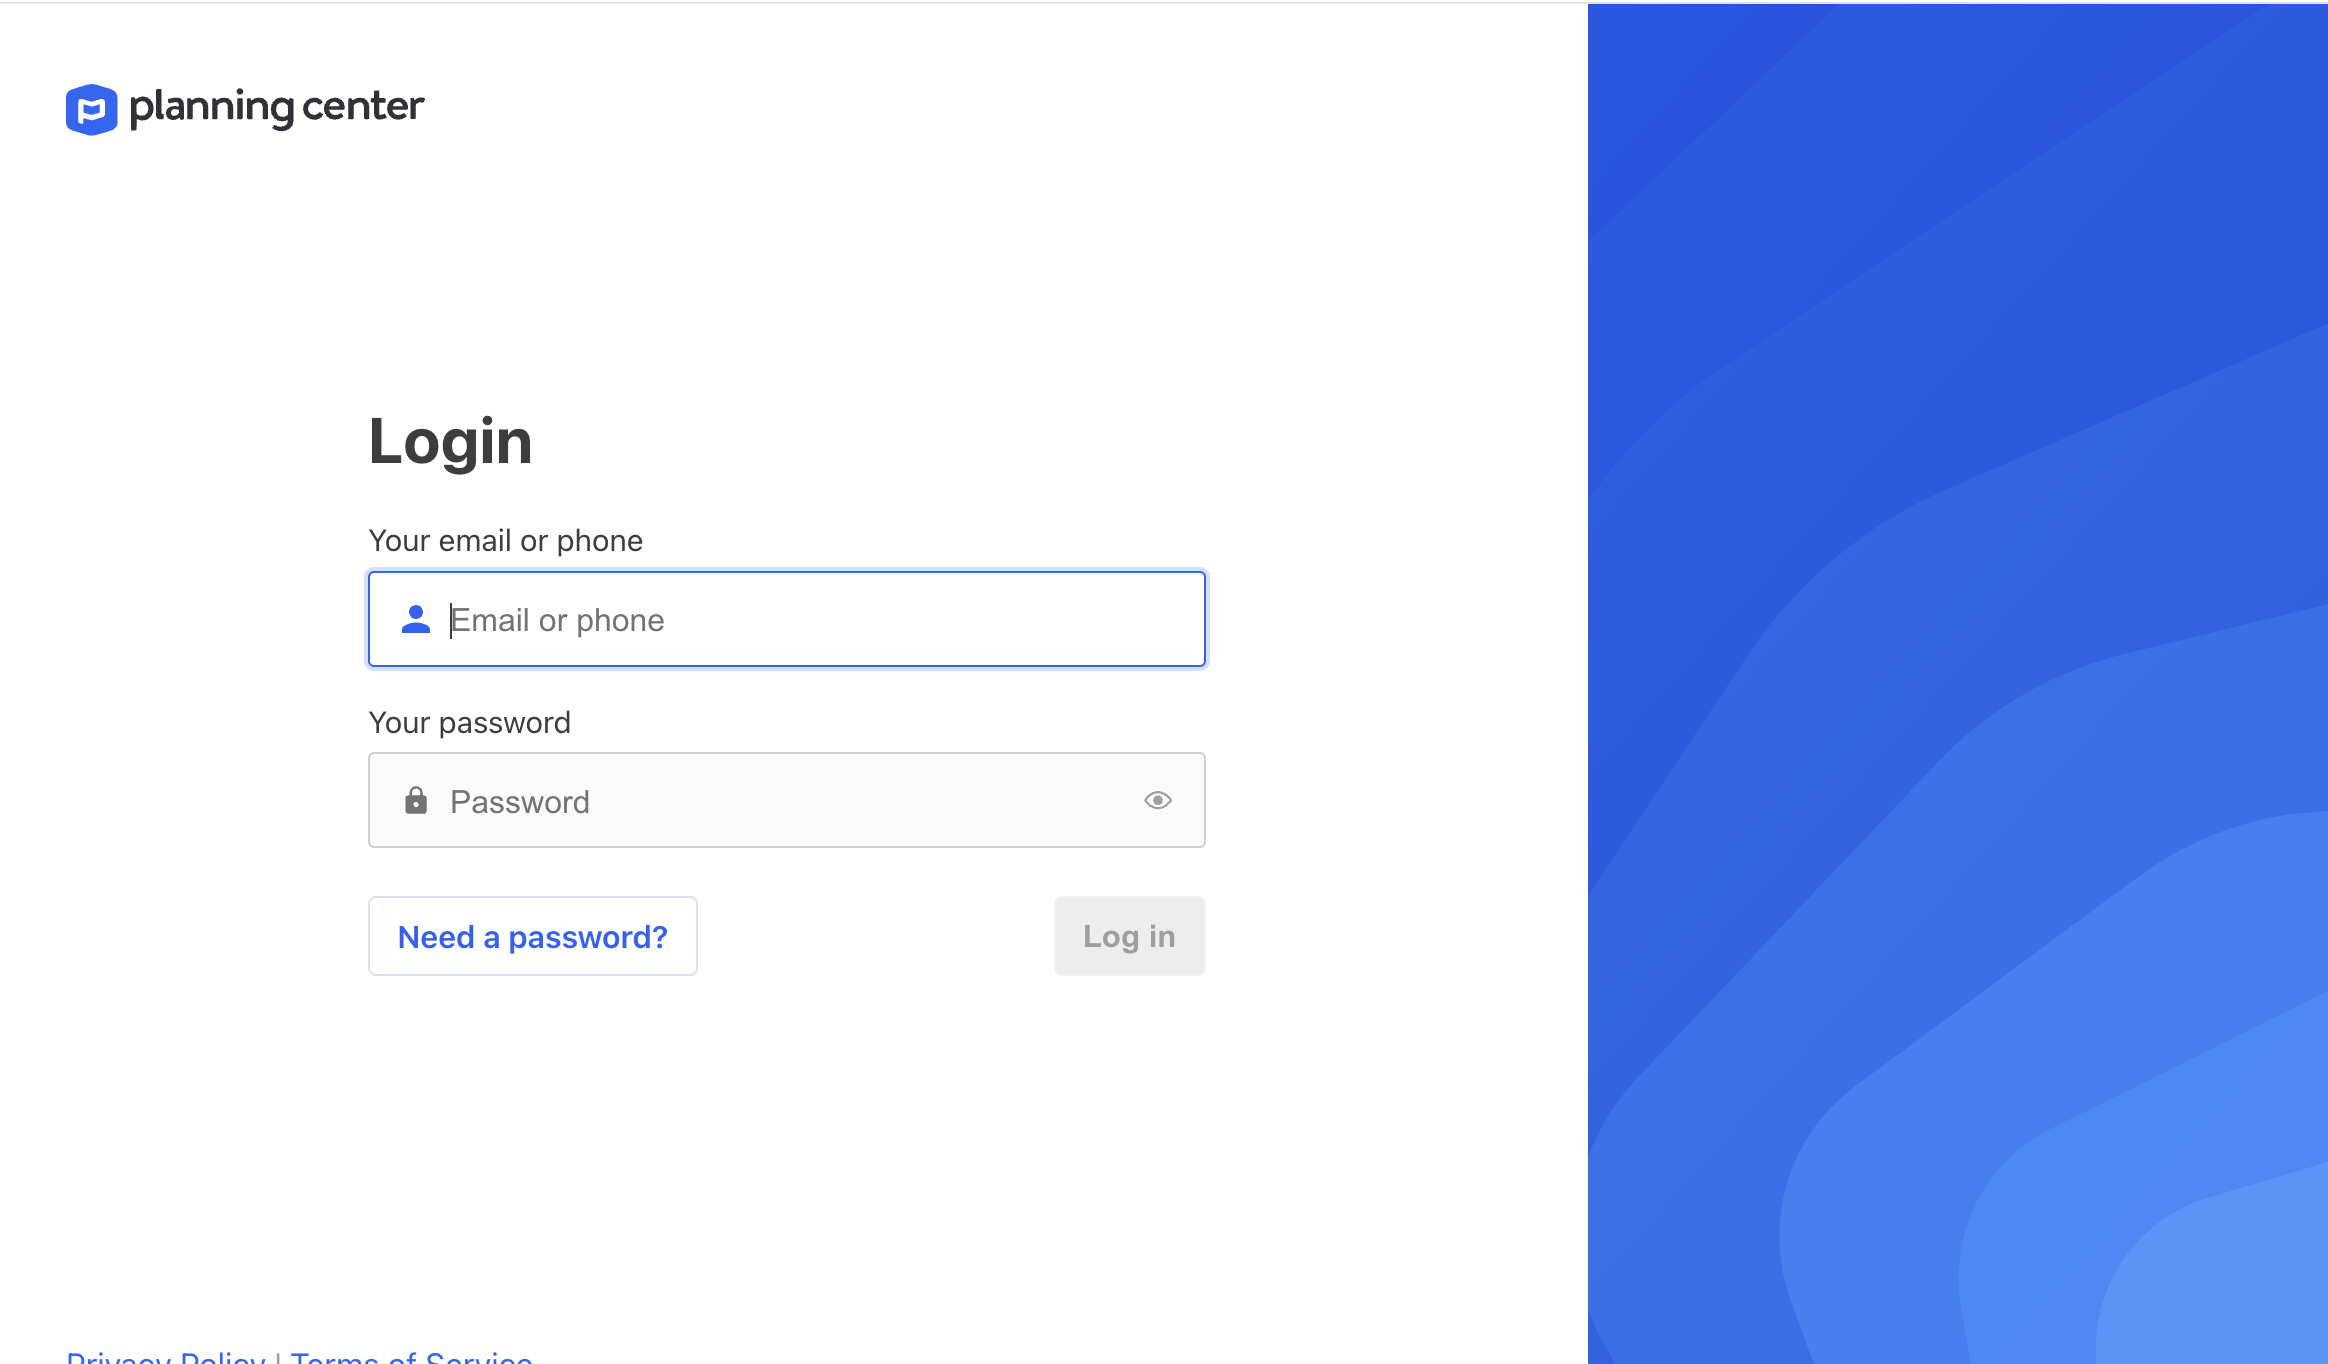 planning center
Login
Your email or phone
Email or phone
Your password
Password
Need a password?
Log in
Privacy Policy | Terms of Service